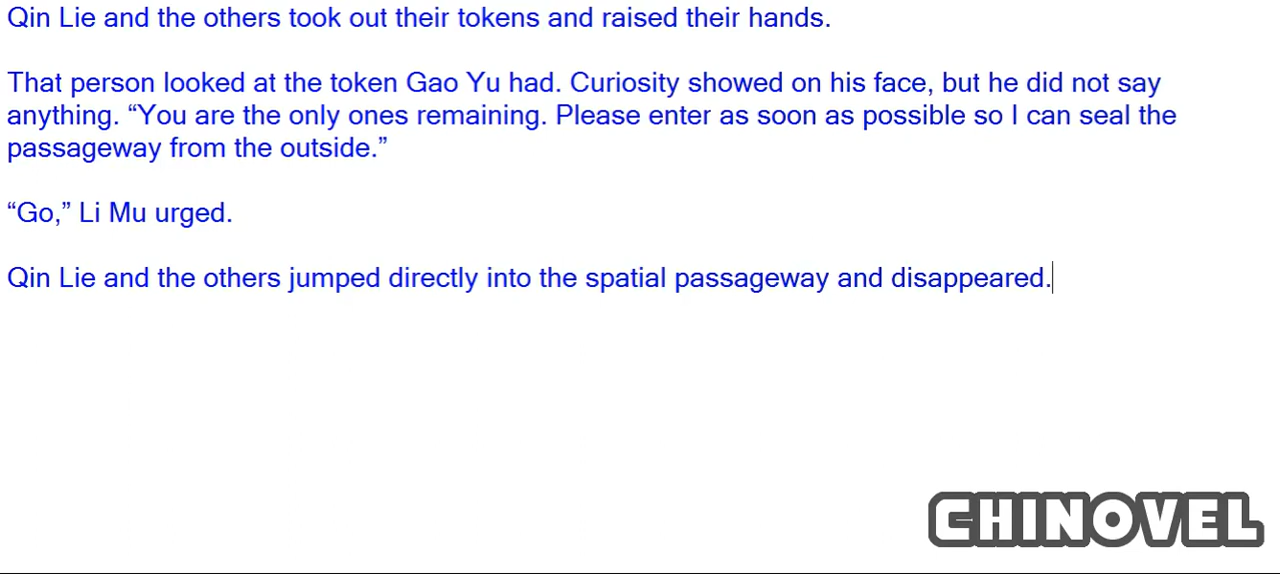 Qin Lie and the others took out their tokens and raised their hands.
That person looked at the token Gao Yu had. Curiosity showed on his face, but he did not say
anything. “You are the only ones remaining. Please enter as soon as possible so I can seal the
passageway from the outside.”
“Go,” Li Mu urged.
Qin Lie and the others jumped directly into the spatial passageway and disappeared.
CHINOVEL